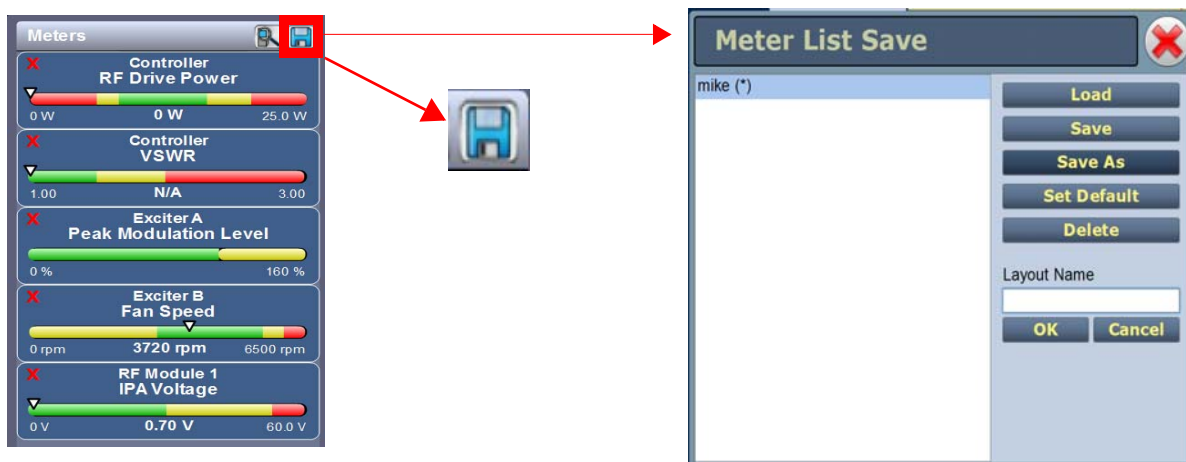 Meters
X Controller
RF Drive Power
0 W 0 W 25.0 W
X Controller
VSWR
1.00 N/A 3.00
X Exciter A
Peak Modulation Level
0 % 160 %
X Exciter B
Fan Speed
0 rpm 3720 rpm 6500 rpm
X RF Module 1
IPA Voltage
0 V 0.70 V 60.0 V
Meter List Save
mike (*)
Load
Save
Save As
Set Default
Delete
Layout Name
OK Cancel